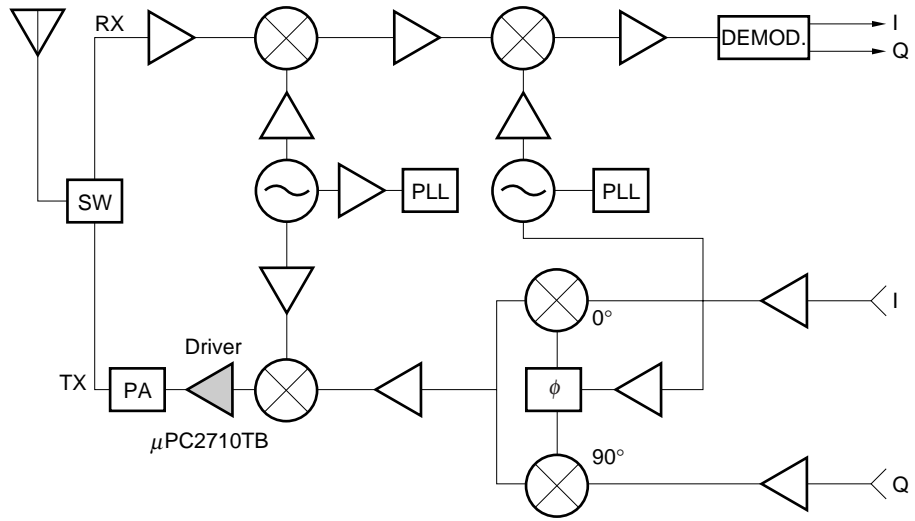 RX
DEMOD.
I
Q
SW
PLL
PLL
0°
I
Driver
TX
PA
φ
μPC2710TB
90°
Q